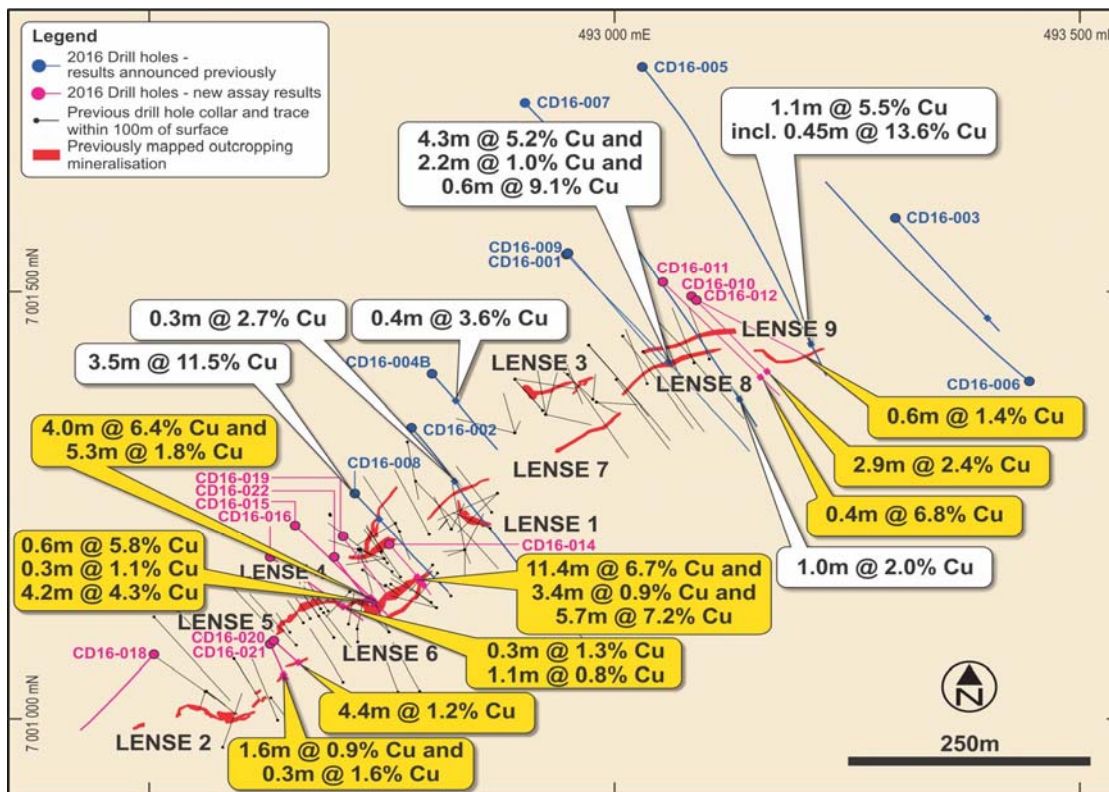 493 000 mE
493 500 mE
Legend
2016 Drill holes -
results announced previously
2016 Drill holes - new assay results
Previous drill hole collar and trace
within 100m of surface
Previously mapped outcropping
mineralisation
CD16-005
CD16-007
1.1m @ 5.5% Cu
incl. 0.45m @ 13.6% Cu
4.3m @ 5.2% Cu and
2.2m @ 1.0% Cu and
0.6m @ 9.1% Cu
CD16-003
CD16-009
CD16-001
CD16-011
CD16-010
CD16-012
7 001 500 mN
0.3m @ 2.7% Cu
0.4m @ 3.6% Cu
LENSE 9
3.5m @ 11.5% Cu
CD16-004B
LENSE 3
LENSE 8
CD16-006
0.6m @ 1.4% Cu
4.0m @ 6.4% Cu and
5.3m @ 1.8% Cu
CD16-002
LENSE 7
2.9m @ 2.4% Cu
CD16-008
CD16-019
CD16-022
CD16-015
CD16-016
0.4m @ 6.8% Cu
LENSE 1
CD16-014
0.6m @ 5.8% Cu
0.3m @ 1.1% Cu
4.2m @ 4.3% Cu
LENSE 4
1.0m @ 2.0% Cu
11.4m @ 6.7% Cu and
3.4m @ 0.9% Cu and
5.7m @ 7.2% Cu
LENSE 5
CD16-020
CD16-021
LENSE 6
0.3m @ 1.3% Cu
1.1m @ 0.8% Cu
CD16-018
4.4m @ 1.2% Cu
N
7 001 000 mN
LENSE 2
1.6m @ 0.9% Cu and
0.3m @ 1.6% Cu
250m